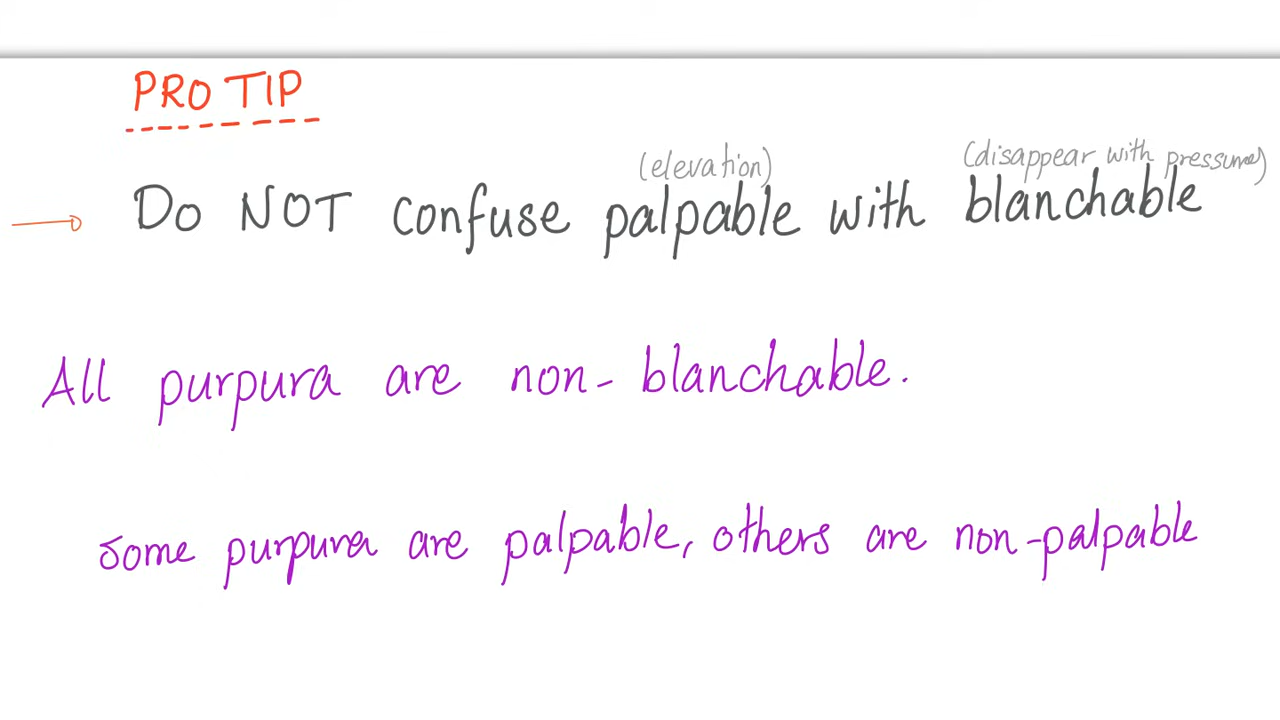 PRO TIP
(elevation) (disappear with pressure)
Do NOT confuse palpable with blanchable
All purpura are non-blanchable.
some purpura are palpable, others are non-palpable